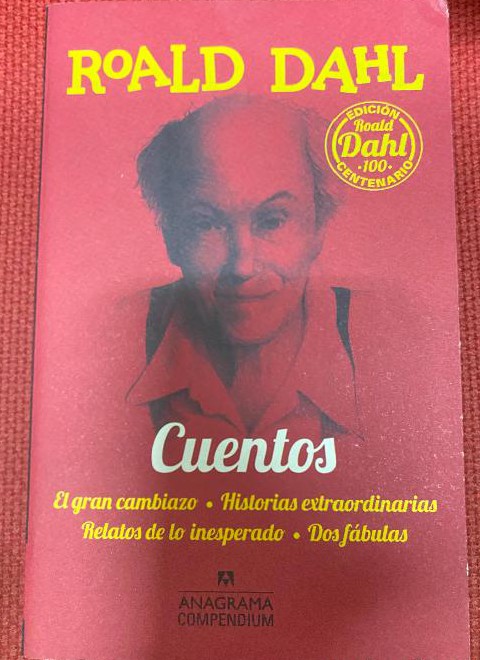 ROALD DAHL
EDICIÓN
Roald
Dahl
·100·
CENTENARIO
Cuentos
El gran cambiazo • Historias extraordinarias
Relatos de lo inesperado • Dos fábulas
ANAGRAMA
COMPENDIUM